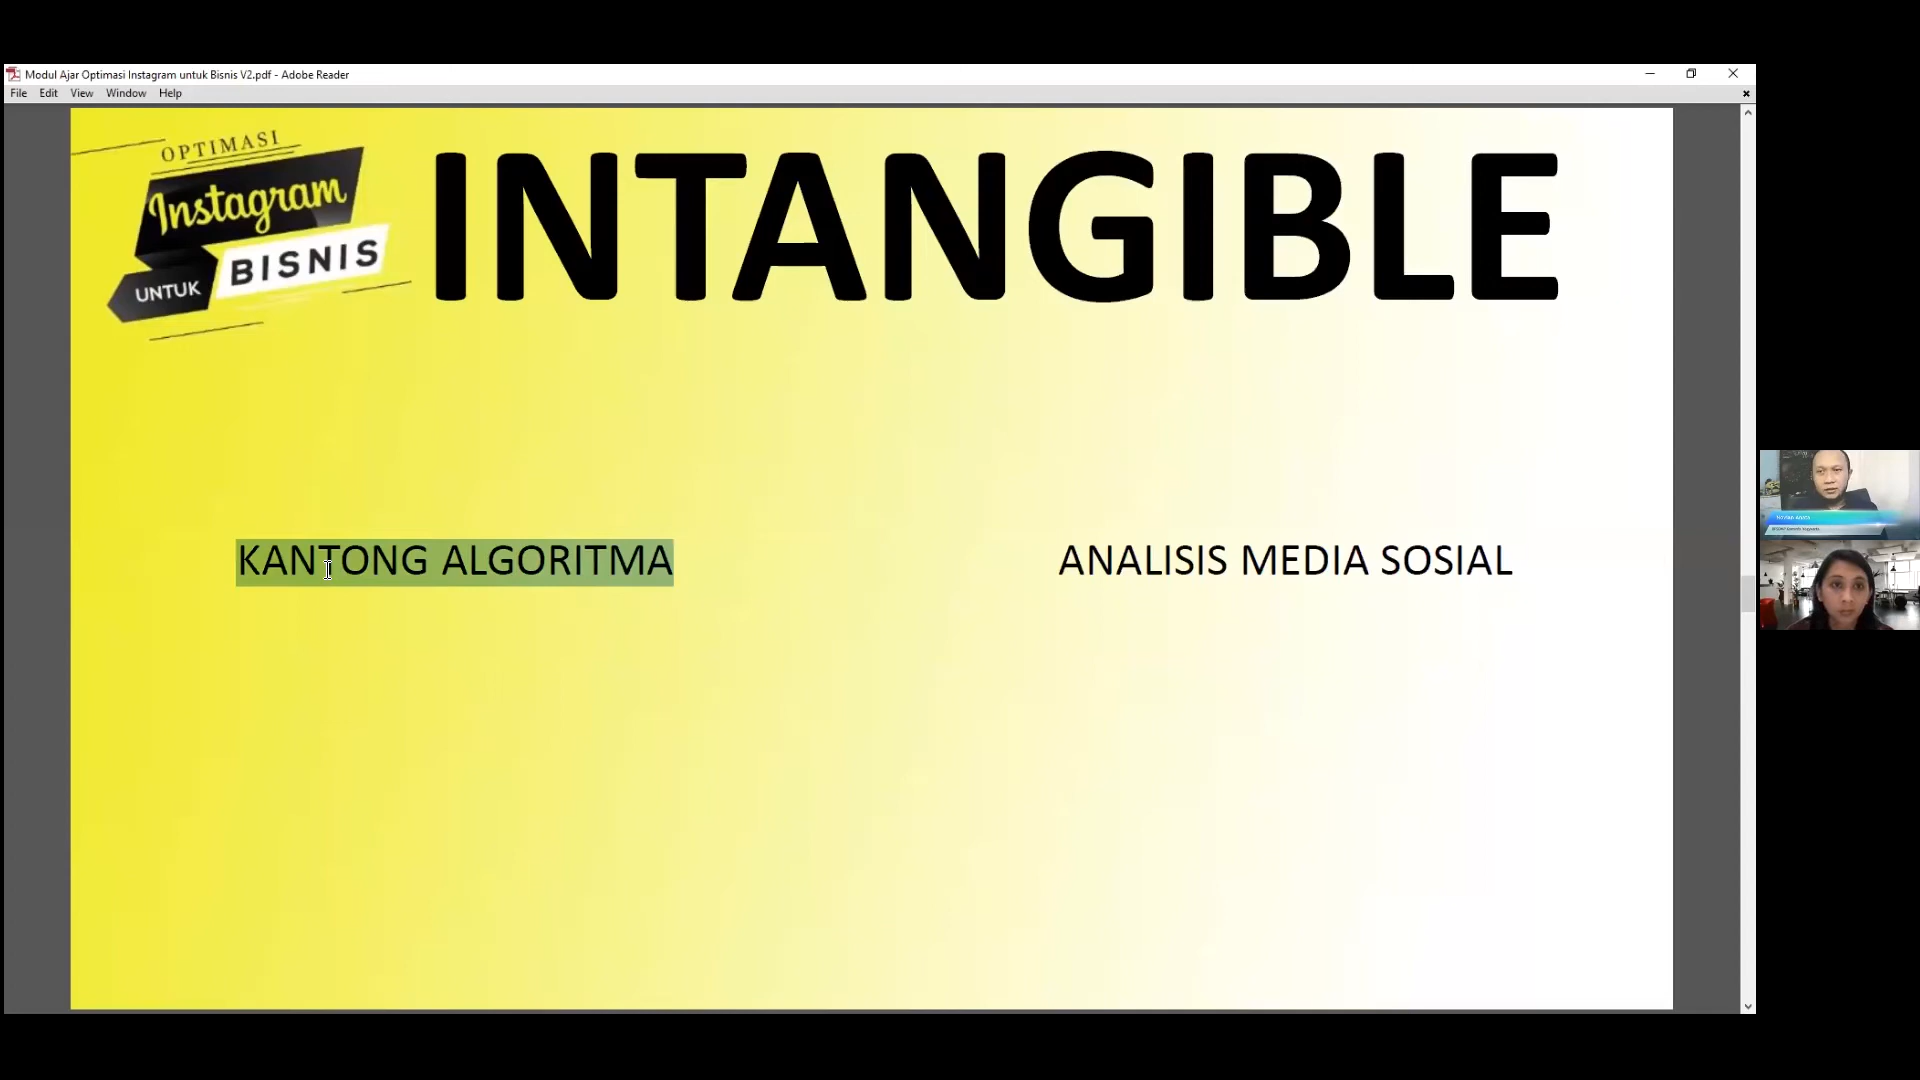 Modul Ajar Optimasi Instagram untuk Bisnis V2.pdf - Adobe Reader
File Edit View Window Help
OPTIMASI
Instagram
UNTUK BISNIS
INTANGIBLE
KANTONG ALGORITMA
ANALISIS MEDIA SOSIAL